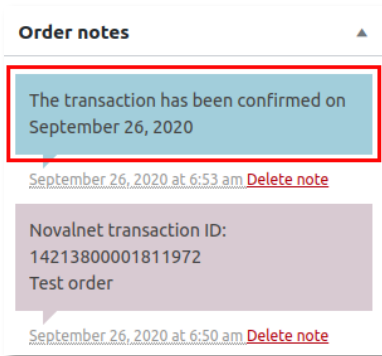 Order notes
The transaction has been confirmed on
September 26, 2020
September 26, 2020 at 6:53 am Delete note
Novalnet transaction ID:
14213800001811972
Test order
September 26, 2020 at 6:50 am Delete note